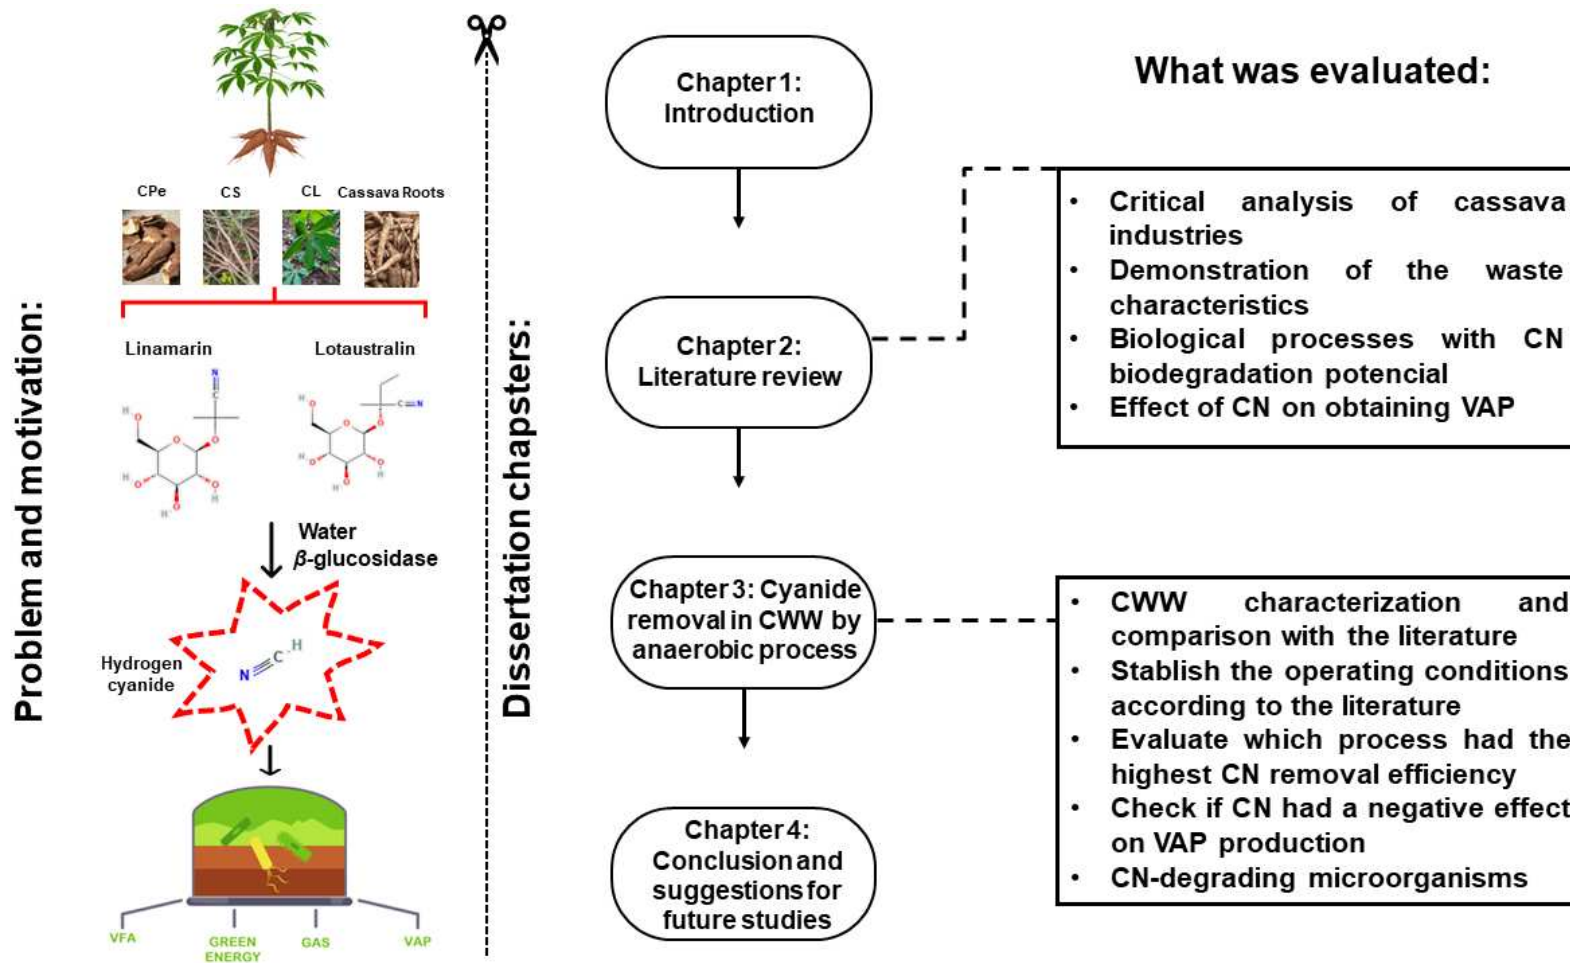 Problem and motivation:
CPe
CS
CL
Cassava Roots
Linamarin
Lotaustralin
N
C
H
O
O
O
O
H
O
H
O
H
H
O
O
C
N
O
O
H
O
H
O
H
Water
β-glucosidase
Hydrogen
cyanide
N
C
H
VFA
GREEN
ENERGY
GAS
VAP
Dissertation chapsters:
Chapter 1:
Introduction
Chapter 2:
Literature review
Chapter 3: Cyanide
removal in CWW by
anaerobic process
Chapter 4:
Conclusion and
suggestions for
future studies
What was evaluated:
• Critical analysis of cassava
industries
• Demonstration of the waste
characteristics
• Biological processes with CN
biodegradation potencial
• Effect of CN on obtaining VAP
• CWW characterization and
comparison with the literature
• Stablish the operating conditions
according to the literature
• Evaluate which process had the
highest CN removal efficiency
• Check if CN had a negative effect
on VAP production
• CN-degrading microorganisms